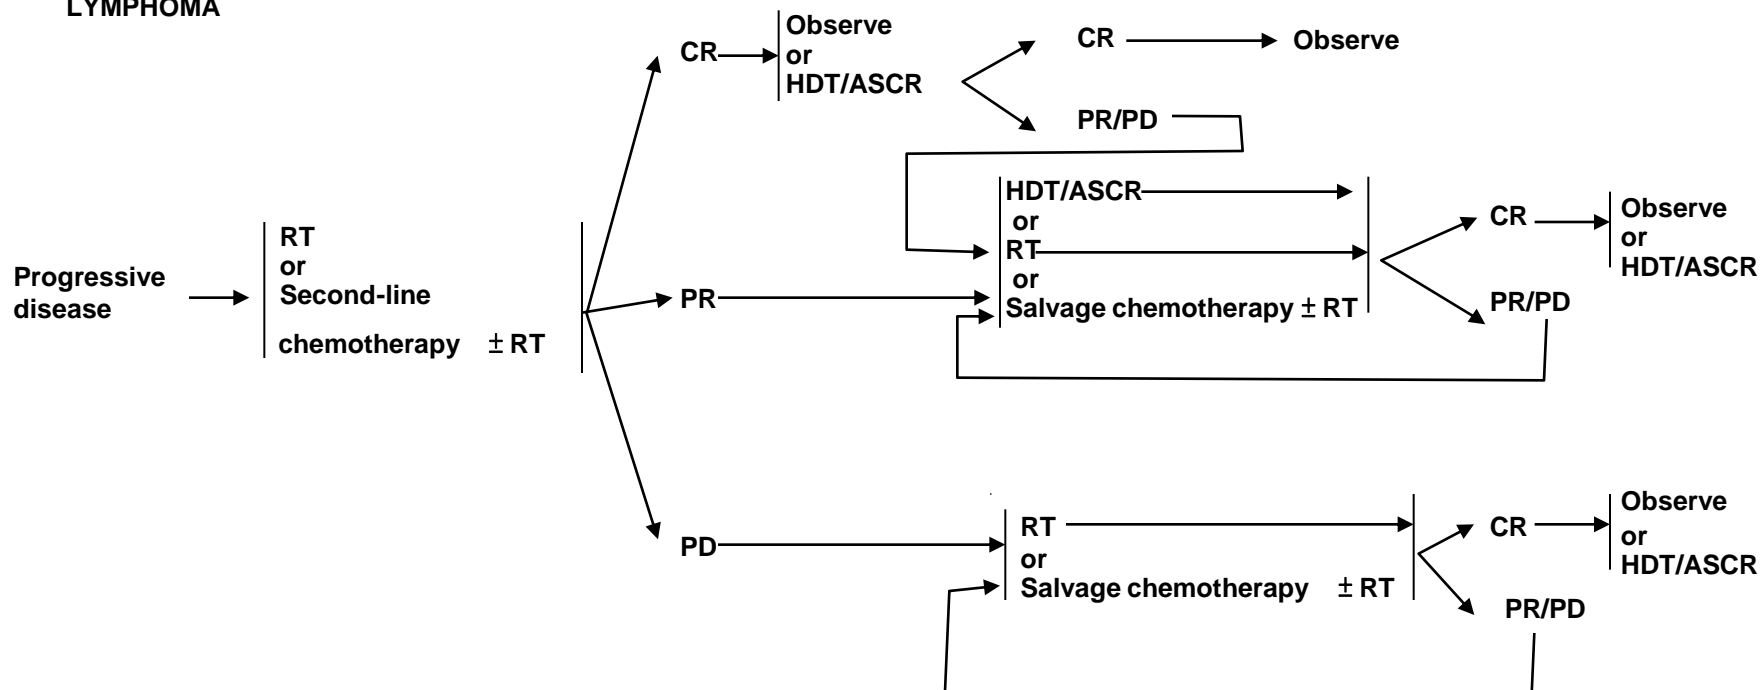 LYMPHOMA
Progressive
disease
RT
or
Second-line
chemotherapy ± RT
CR
Observe
or
HDT/ASCR
CR
Observe
PR/PD
PR
HDT/ASCR
or
RT
or
Salvage chemotherapy ± RT
CR
Observe
or
HDT/ASCR
PR/PD
PD
RT
or
Salvage chemotherapy ± RT
CR
Observe
or
HDT/ASCR
PR/PD